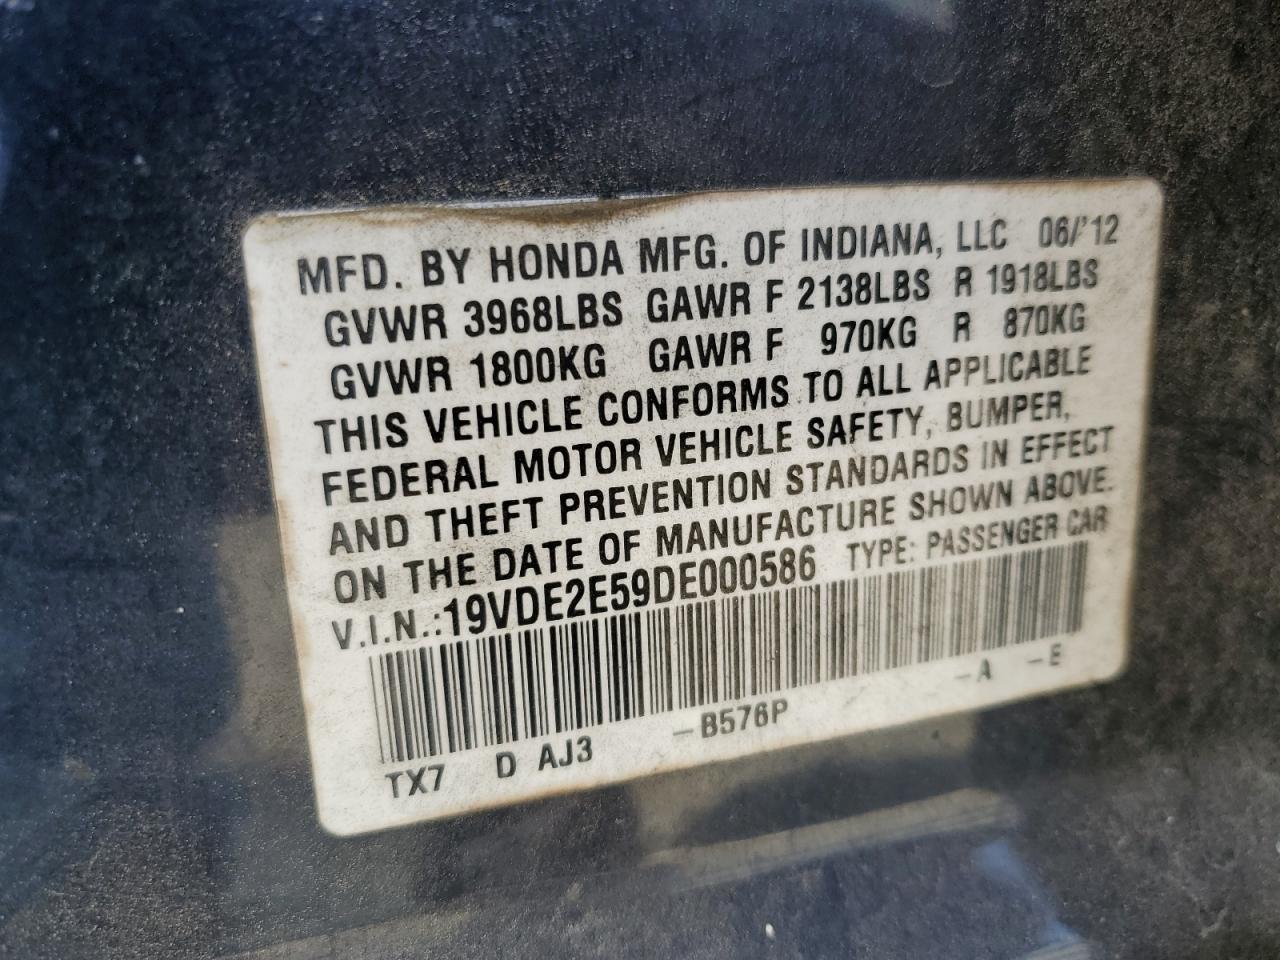 MFD. BY HONDA MFG. OF INDIANA, LLC 06/'12
GVWR 3968LBS GAWR F 2138LBS R 1918LBS
GVWR 1800KG GAWR F 970KG R 870KG
THIS VEHICLE CONFORMS TO ALL APPLICABLE
FEDERAL MOTOR VEHICLE SAFETY, BUMPER,
AND THEFT PREVENTION STANDARDS IN EFFECT
ON THE DATE OF MANUFACTURE SHOWN ABOVE.
V.I.N.:19VDE2E59DE000586 TYPE: PASSENGER CAR
TX7 D AJ3 -B576P -A -E